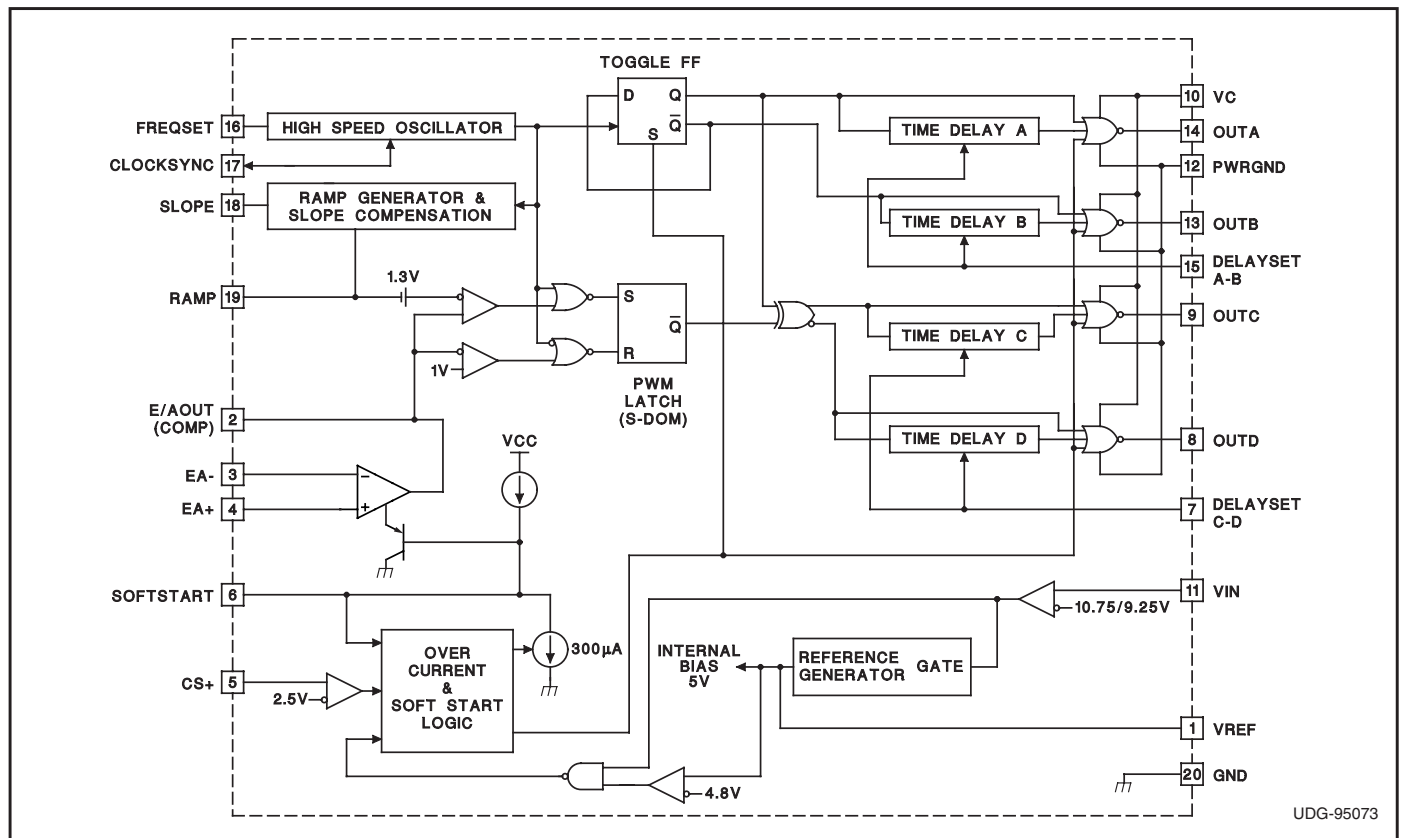 TOGGLE FF
FREQSET
16
HIGH SPEED OSCILLATOR
CLOCKSYNC
17
SLOPE
18
RAMP GENERATOR &
SLOPE COMPENSATION
RAMP
19
1.3V
1V
D
Q
Q
S
S
Q
R
PWM
LATCH
(S-DOM)
TIME DELAY A
TIME DELAY B
TIME DELAY C
TIME DELAY D
10
VC
14
OUTA
12
PWRGND
13
OUTB
15
DELAYSET
A-B
9
OUTC
8
OUTD
7
DELAYSET
C-D
E/AOUT
(COMP)
2
EA-
3
EA+
4
−
+
VCC
SOFTSTART
6
CS+
5
2.5V
OVER
CURRENT
&
SOFT START
LOGIC
300µA
INTERNAL
BIAS
5V
REFERENCE
GENERATOR
GATE
10.75/9.25V
11
VIN
4.8V
1
VREF
20
GND
UDG-95073